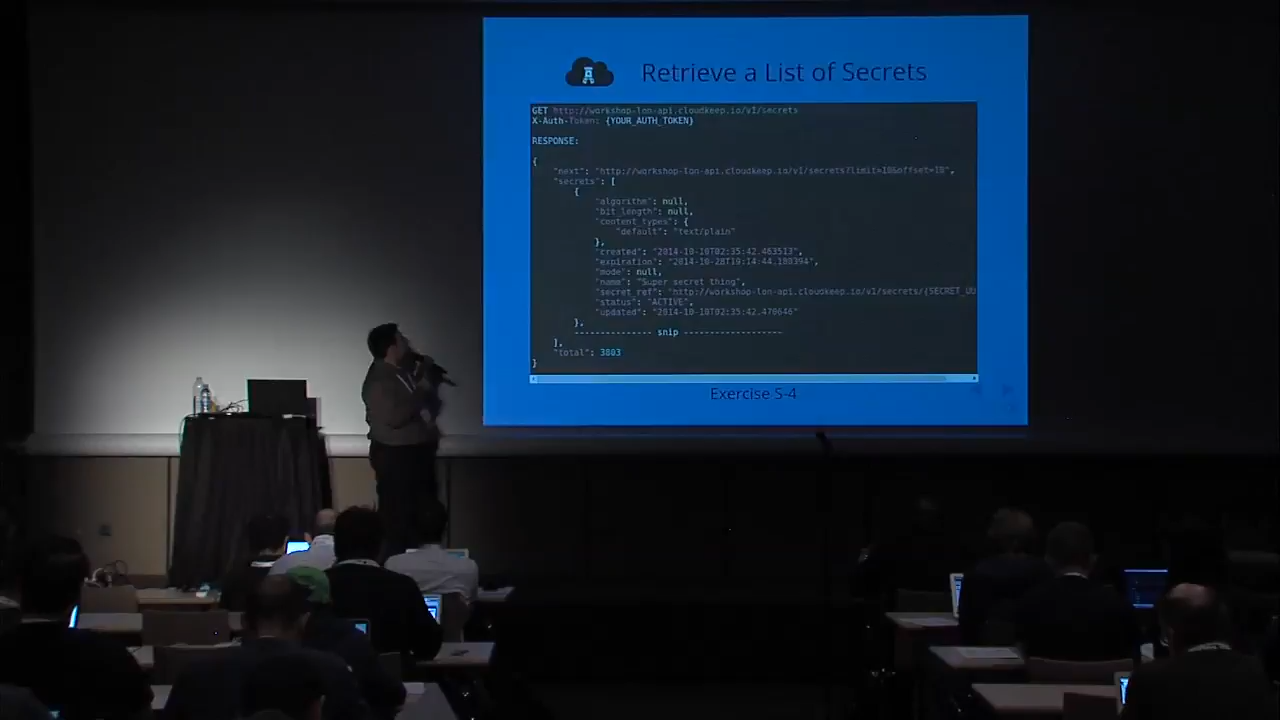 Retrieve a List of Secrets
GET http://workshop-lon-api.cloudkeep.io/v1/secrets
X-Auth-Token: {YOUR_AUTH_TOKEN}
RESPONSE:
{
"next": "http://workshop-lon-api.cloudkeep.io/v1/secrets?limit=10&offset=10",
"secrets": [
{
"algorithm": null,
"bit_length": null,
"content_types": {
"default": "text/plain"
},
"created": "2014-10-10T02:35:42.463513",
"expiration": "2014-10-28T19:14:44.180394",
"mode": null,
"name": "Super secret thing",
"secret_ref": "http://workshop-lon-api.cloudkeep.io/v1/secrets/{SECRET_UU
"status": "ACTIVE",
"updated": "2014-10-10T02:35:42.470646"
},
--------------- snip -------------------
],
"total": 3803
}
Exercise 5-4